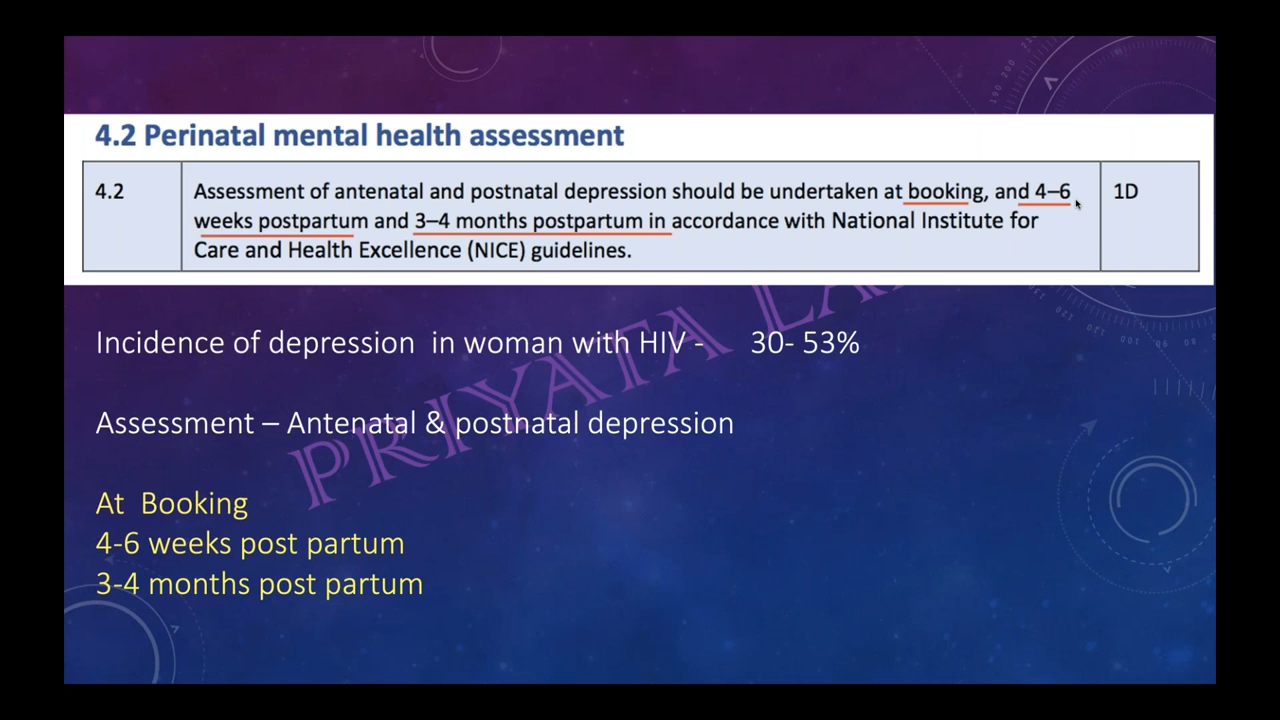 4.2 Perinatal mental health assessment
4.2 Assessment of antenatal and postnatal depression should be undertaken at booking, and 4–6 1D
weeks postpartum and 3–4 months postpartum in accordance with National Institute for
Care and Health Excellence (NICE) guidelines.
Incidence of depression in woman with HIV - 30- 53%
Assessment – Antenatal & postnatal depression
At Booking
4-6 weeks post partum
3-4 months post partum
PRIYATA